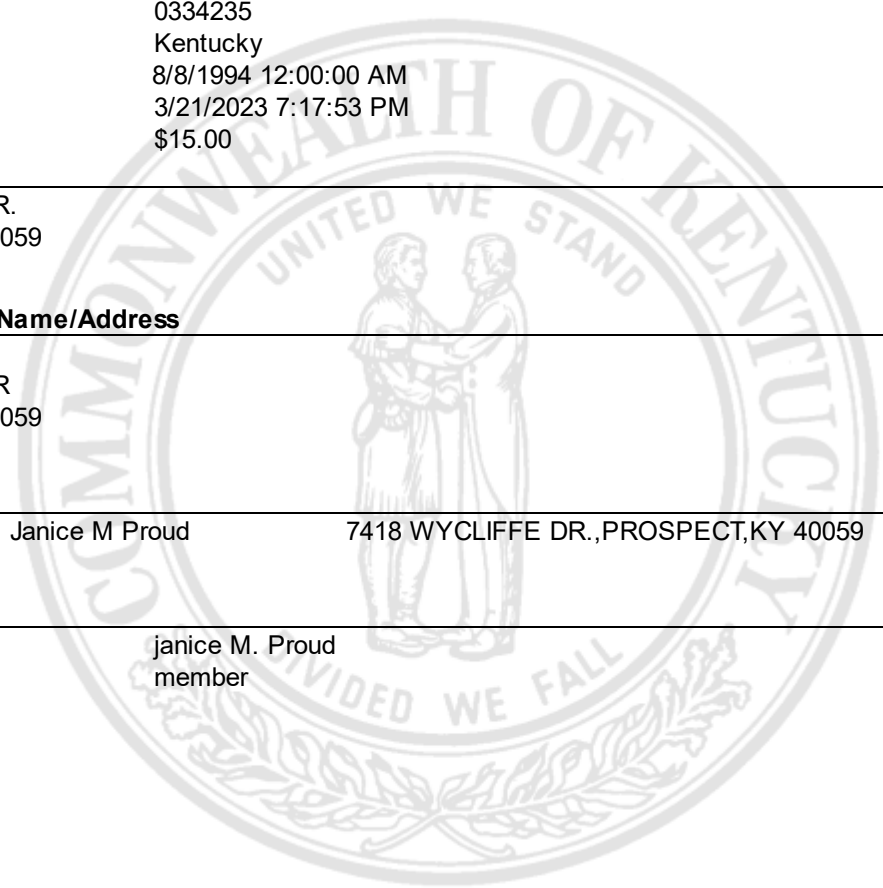 0334235
Kentucky
8/8/1994 12:00:00 AM
3/21/2023 7:17:53 PM
$15.00
R.
059
Name/Address
R
059
Janice M Proud 7418 WYCLIFFE DR.,PROSPECT,KY 40059
janice M. Proud
member
COMMONWEALTH OF KENTUCKY
UNITED WE STAND
DIVIDED WE FALL